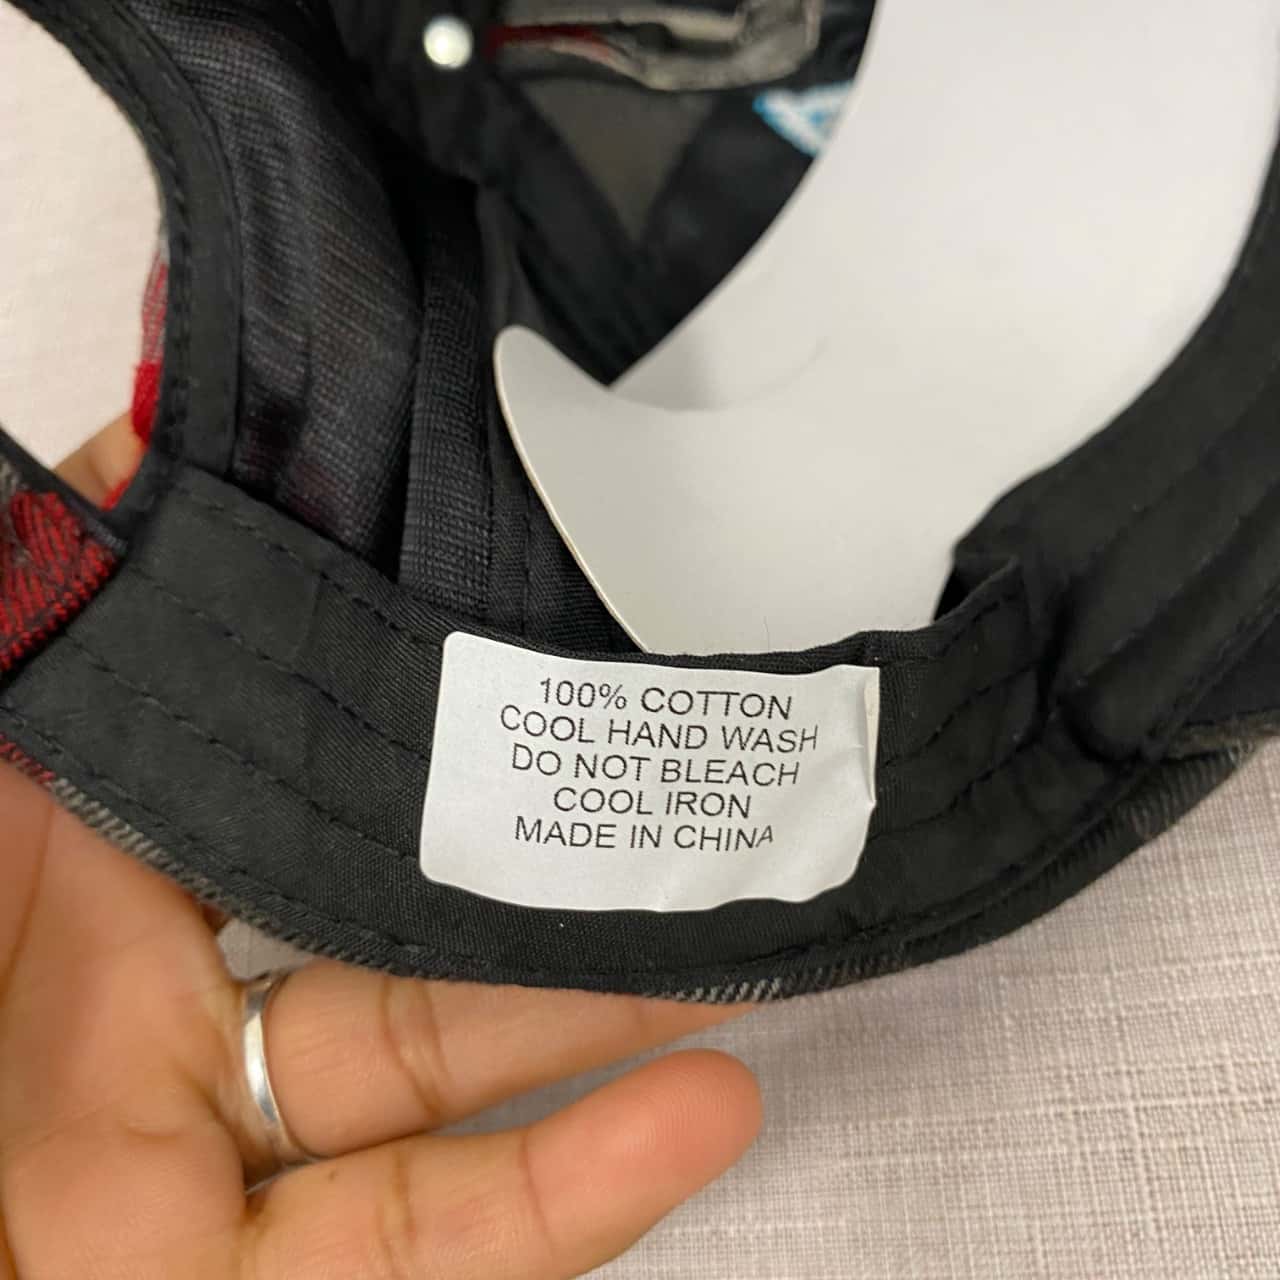 100% COTTON
COOL HAND WASH
DO NOT BLEACH
COOL IRON
MADE IN CHINA